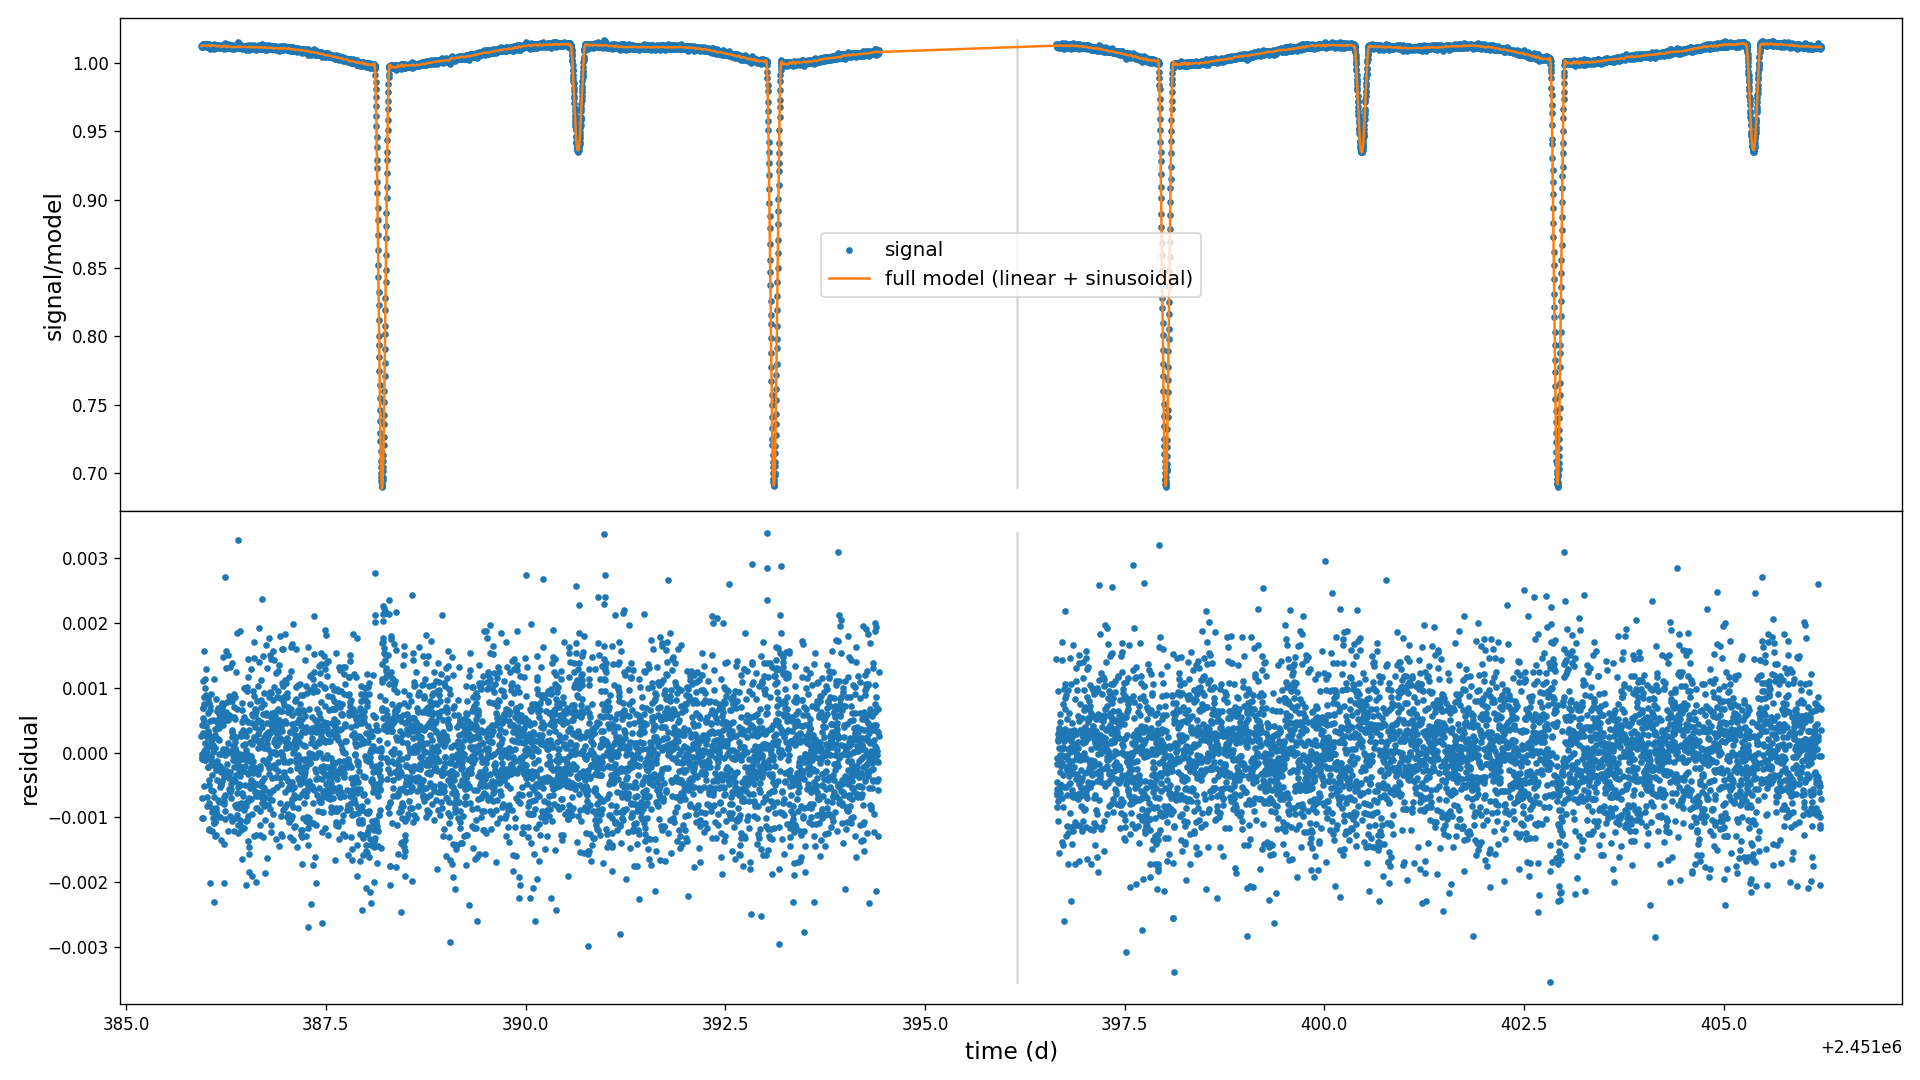 signal/model
1.00
0.95
0.90
0.85
0.80
0.75
0.70
signal
full model (linear + sinusoidal)
residual
0.003
0.002
0.001
0.000
−0.001
−0.002
−0.003
385.0 387.5 390.0 392.5 395.0 397.5 400.0 402.5 405.0
time (d)
+2.451e6